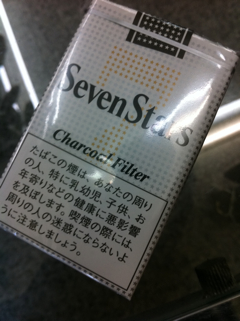 7
SevenStars
Charcoal Filter
たばこの煙は、あなたの周り
の人、特に乳幼児、子供、お
年寄りなどの健康に悪影響
を及ぼします。喫煙の際には、
周りの人の迷惑にならないよ
うに注意しましょう。